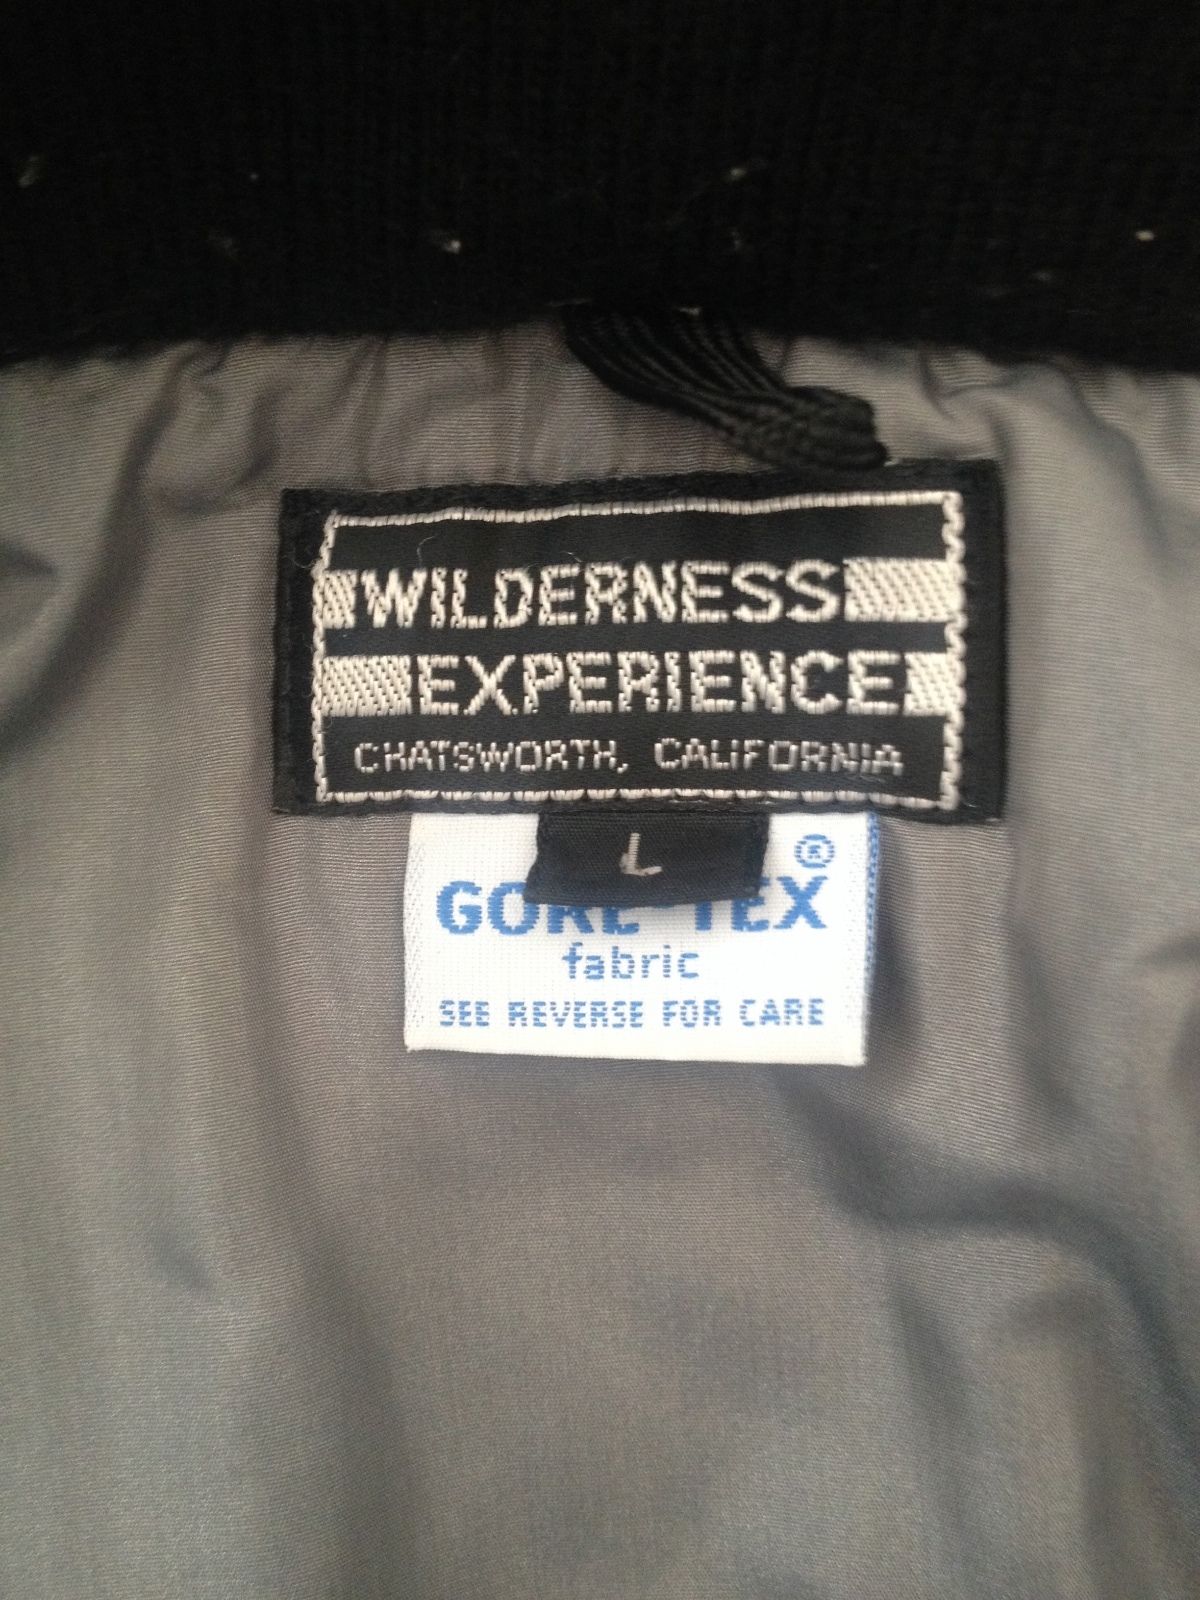 WILDERNESS
EXPERIENCE
CHATSWORTH, CALIFORNIA
L
®
GORE-TEX
fabric
SEE REVERSE FOR CARE